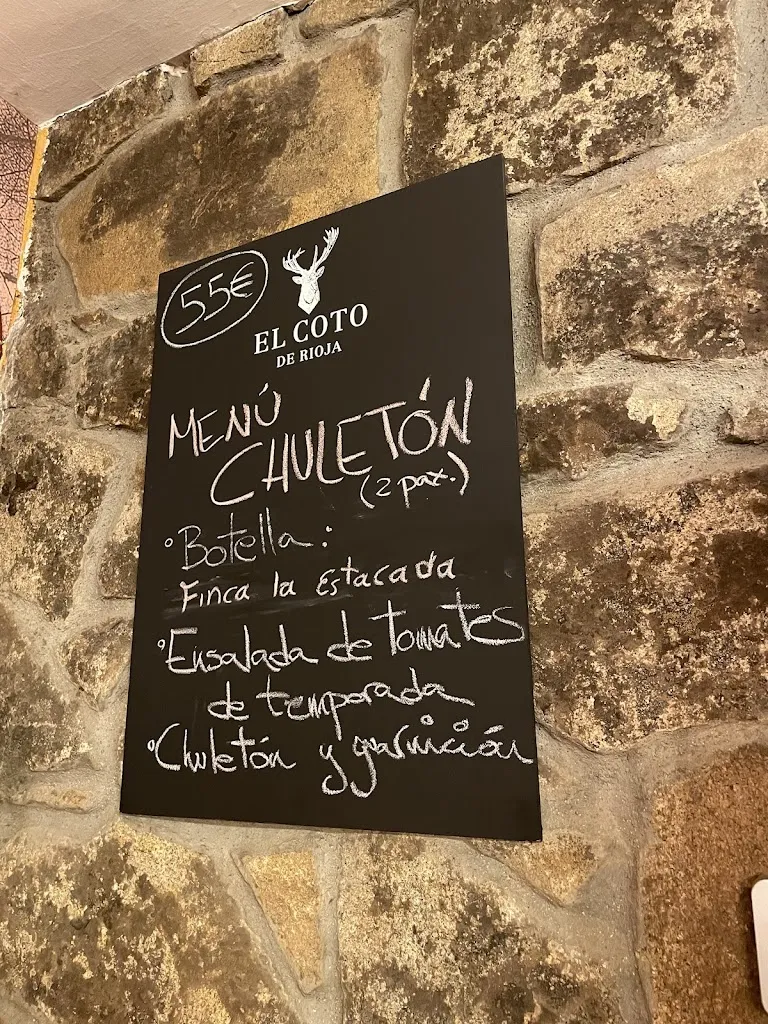 55€
EL COTO
DE RIOJA
MENÚ
CHULETÓN
(2 pax.)
° Botella:
Finca la Estacada
° Ensalada de tomates
de temporada
° Chuletón y guarnición